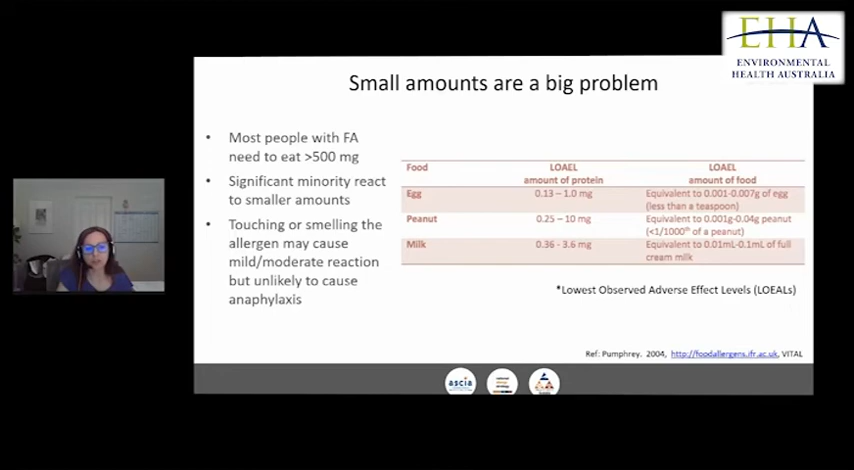 EHA
ENVIRONMENTAL
HEALTH AUSTRALIA
Small amounts are a big problem
• Most people with FA
need to eat >500 mg
• Significant minority react
to smaller amounts
• Touching or smelling the
allergen may cause
mild/moderate reaction
but unlikely to cause
anaphylaxis
Food LOAEL LOAEL
amount of protein amount of food
Egg 0.13 – 1.0 mg Equivalent to 0.001-0.007g of egg
(less than a teaspoon)
Peanut 0.25 – 10 mg Equivalent to 0.001g-0.04g peanut
(<1/1000th of a peanut)
Milk 0.36 - 3.6 mg Equivalent to 0.01mL-0.1mL of full
cream milk
*Lowest Observed Adverse Effect Levels (LOEALs)
Ref: Pumphrey. 2004, http://foodallergens.ifr.ac.uk, VITAL
ascia